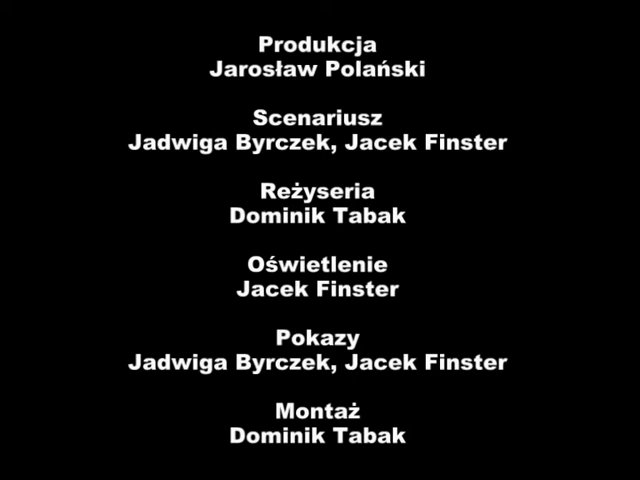 Produkcja
Jarosław Polański
Scenariusz
Jadwiga Byrczek, Jacek Finster
Reżyseria
Dominik Tabak
Oświetlenie
Jacek Finster
Pokazy
Jadwiga Byrczek, Jacek Finster
Montaż
Dominik Tabak